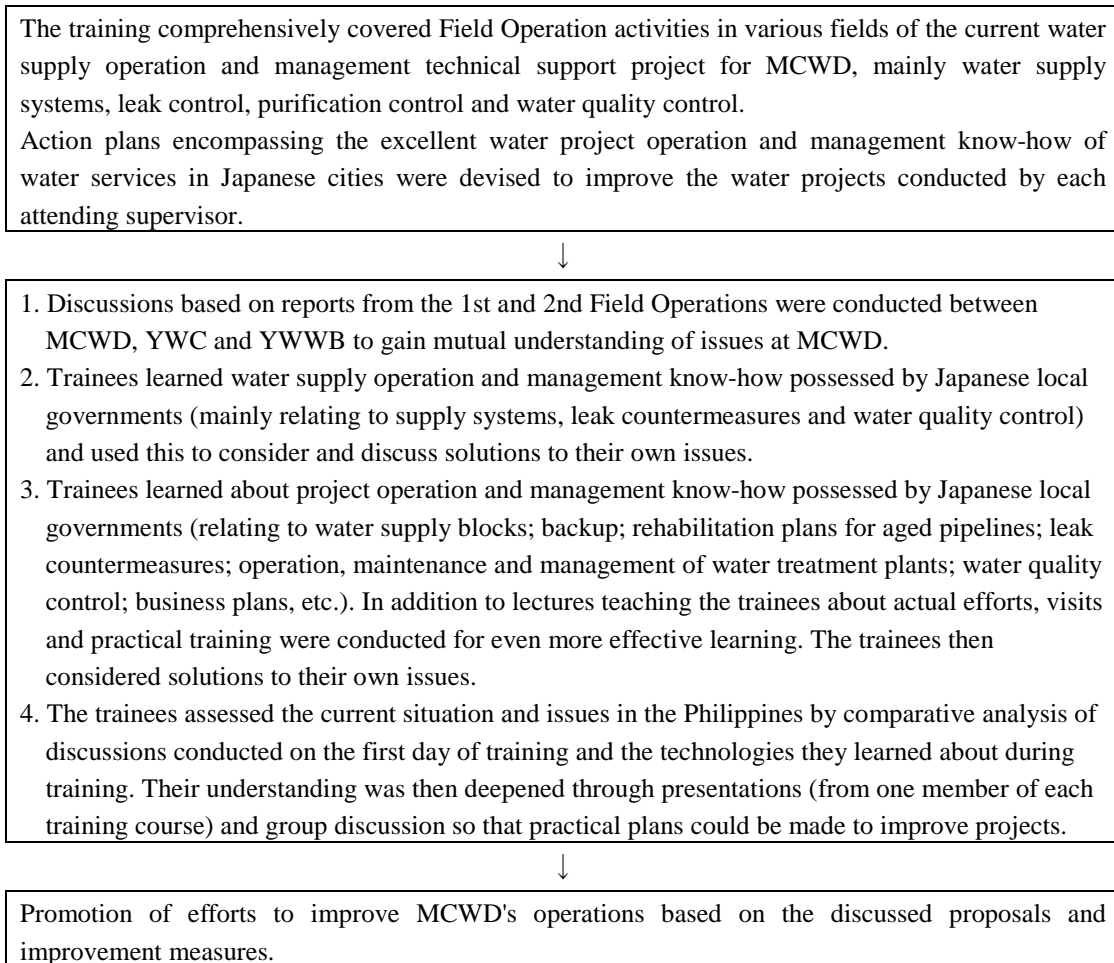 The training comprehensively covered Field Operation activities in various fields of the current water
supply operation and management technical support project for MCWD, mainly water supply
systems, leak control, purification control and water quality control.
Action plans encompassing the excellent water project operation and management know-how of
water services in Japanese cities were devised to improve the water projects conducted by each
attending supervisor.
↓
1. Discussions based on reports from the 1st and 2nd Field Operations were conducted between
MCWD, YWC and YWWB to gain mutual understanding of issues at MCWD.
2. Trainees learned water supply operation and management know-how possessed by Japanese local
governments (mainly relating to supply systems, leak countermeasures and water quality control)
and used this to consider and discuss solutions to their own issues.
3. Trainees learned about project operation and management know-how possessed by Japanese local
governments (relating to water supply blocks; backup; rehabilitation plans for aged pipelines; leak
countermeasures; operation, maintenance and management of water treatment plants; water quality
control; business plans, etc.). In addition to lectures teaching the trainees about actual efforts, visits
and practical training were conducted for even more effective learning. The trainees then
considered solutions to their own issues.
4. The trainees assessed the current situation and issues in the Philippines by comparative analysis of
discussions conducted on the first day of training and the technologies they learned about during
training. Their understanding was then deepened through presentations (from one member of each
training course) and group discussion so that practical plans could be made to improve projects.
↓
Promotion of efforts to improve MCWD's operations based on the discussed proposals and
improvement measures.